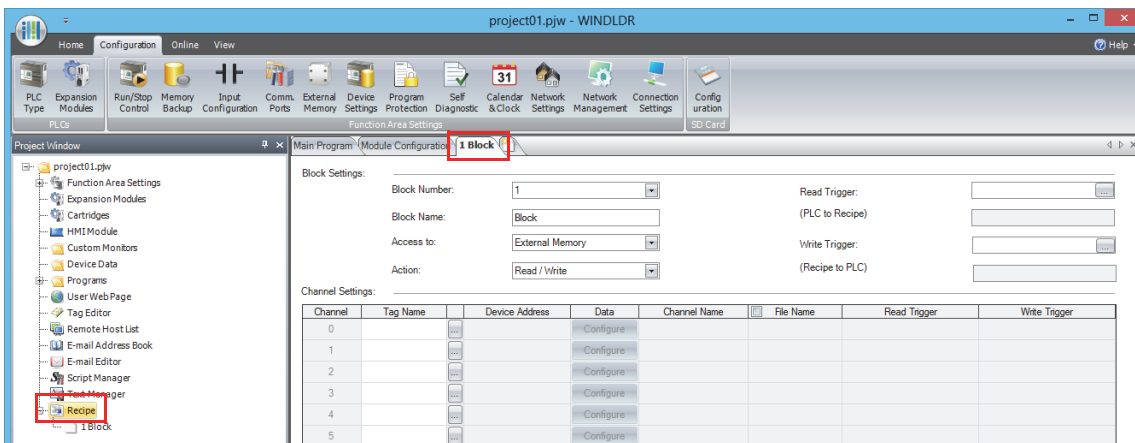 project01.pjw - WINDLDR
Home Configuration Online View Help
PLC Type
Expansion Modules
Run/Stop Control
Memory Backup
Input Configuration
Comm. Ports
External Memory
Device Settings
Program Protection
Self Diagnostic
31
Calendar & Clock
Network Settings
Network Management
Connection Settings
Config uration
PLCs
Function Area Settings
SD Card
Project Window
project01.pjw
Function Area Settings
Expansion Modules
Cartridges
HMI Module
Custom Monitors
Device Data
Programs
User Web Page
Tag Editor
Remote Host List
E-mail Address Book
E-mail Editor
Script Manager
Text Manager
Recipe
1 Block
Main Program Module Configuration 1 Block
Block Settings:
Block Number: 1
Read Trigger: ...
Block Name: Block
(PLC to Recipe)
Access to: External Memory
Write Trigger: ...
Action: Read / Write
(Recipe to PLC)
Channel Settings:
Channel Tag Name Device Address Data Channel Name File Name Read Trigger Write Trigger
0 ... Configure
1 ... Configure
2 ... Configure
3 ... Configure
4 ... Configure
5 ... Configure